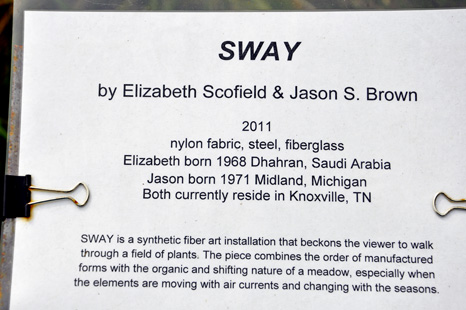 SWAY
by Elizabeth Scofield & Jason S. Brown
2011
nylon fabric, steel, fiberglass
Elizabeth born 1968 Dhahran, Saudi Arabia
Jason born 1971 Midland, Michigan
Both currently reside in Knoxville, TN
SWAY is a synthetic fiber art installation that beckons the viewer to walk
through a field of plants. The piece combines the order of manufactured
forms with the organic and shifting nature of a meadow, especially when
the elements are moving with air currents and changing with the seasons.